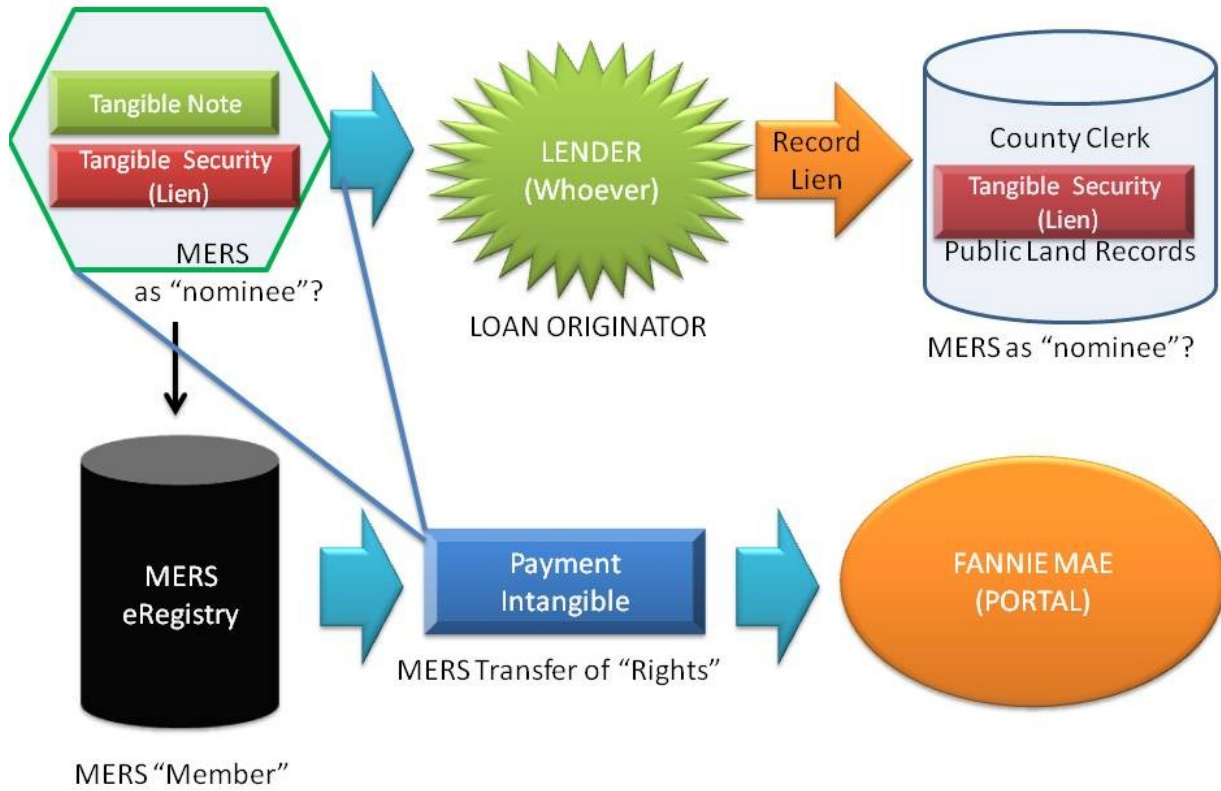 Tangible Note
Tangible Security
(Lien)
MERS
as “nominee”?
LENDER
(Whoever)
LOAN ORIGINATOR
Record
Lien
County Clerk
Tangible Security
(Lien)
Public Land Records
MERS as “nominee”?
MERS
eRegistry
MERS “Member”
Payment
Intangible
MERS Transfer of “Rights”
FANNIE MAE
(PORTAL)